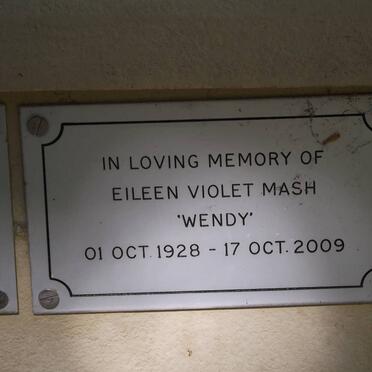 IN LOVING MEMORY OF
EILEEN VIOLET MASH
'WENDY'
01 OCT. 1928 - 17 OCT. 2009